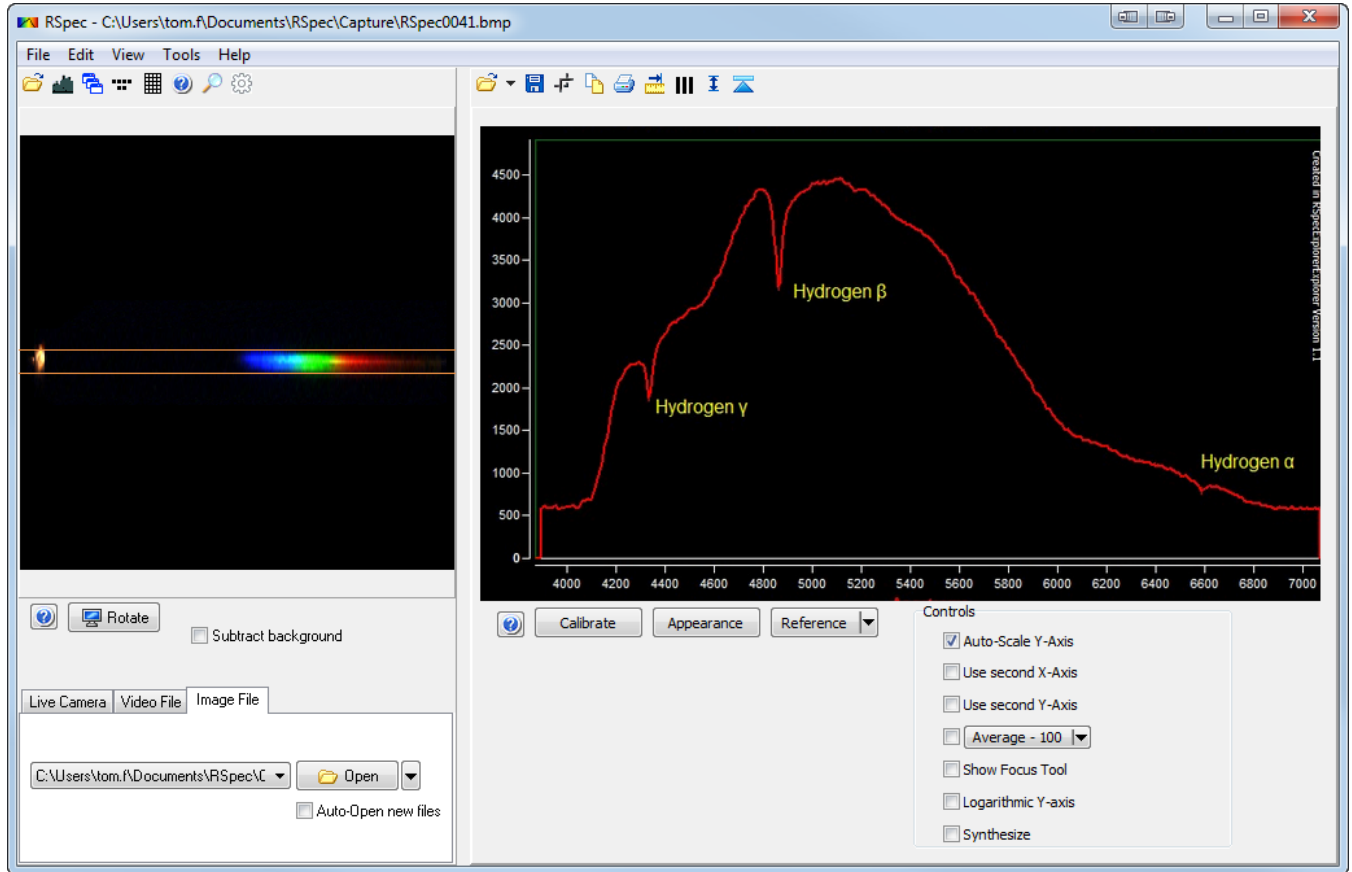 RSpec - C:\Users\tom.f\Documents\RSpec\Capture\RSpec0041.bmp
File Edit View Tools Help
Created in RSpecExplorerExplorer Version 1.1
4500
4000
3500
3000
2500
2000
1500
1000
500
0
Hydrogen β
Hydrogen γ
Hydrogen α
4000 4200 4400 4600 4800 5000 5200 5400 5600 5800 6000 6200 6400 6600 6800 7000
Rotate
Subtract background
Live Camera Video File Image File
C:\Users\tom.f\Documents\RSpec\C Open
Auto-Open new files
Calibrate Appearance Reference
Controls
Auto-Scale Y-Axis
Use second X-Axis
Use second Y-Axis
Average - 100
Show Focus Tool
Logarithmic Y-axis
Synthesize